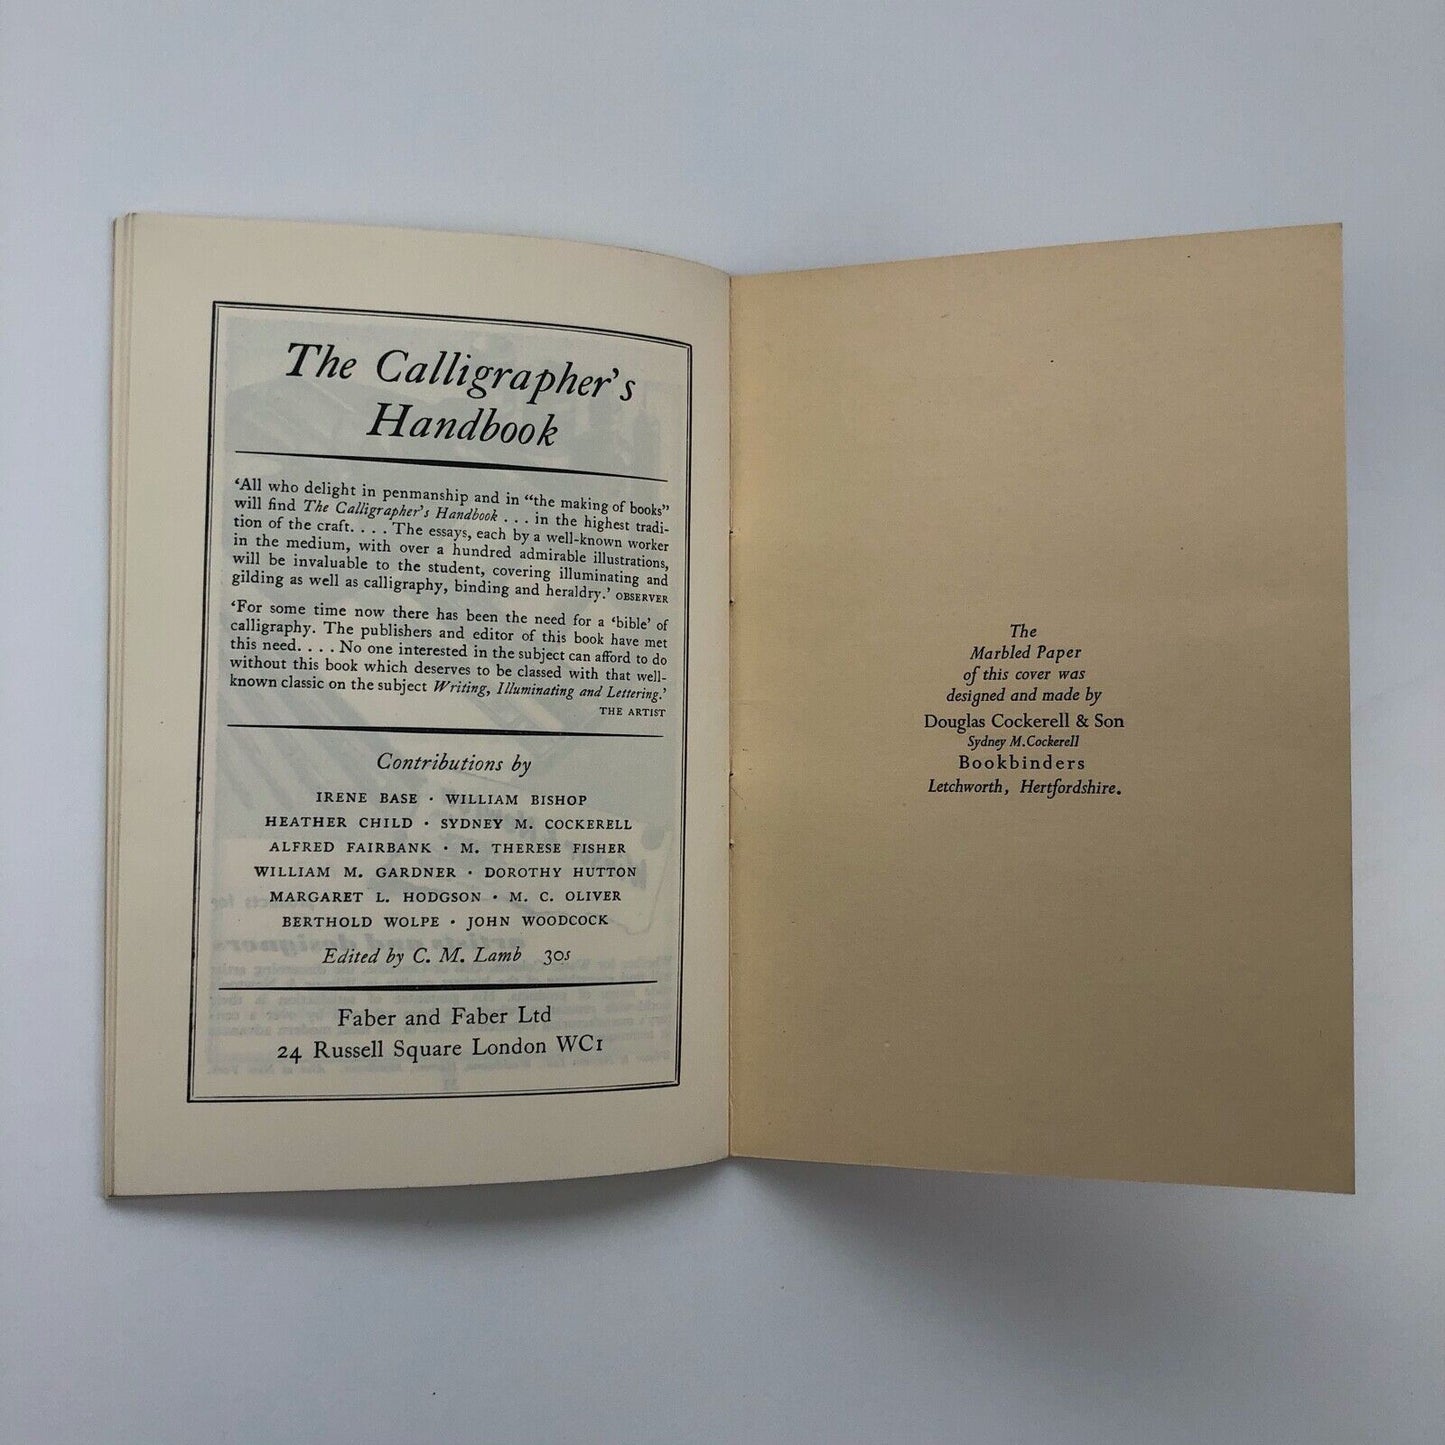 The Calligrapher's
Handbook
‘All who delight in penmanship and in “the making of books”
will find The Calligrapher's Handbook . . . in the highest tradi-
tion of the craft. . . . The essays, each by a well-known worker
in the medium, with over a hundred admirable illustrations,
will be invaluable to the student, covering illuminating and
gilding as well as calligraphy, binding and heraldry.’ OBSERVER
‘For some time now there has been the need for a ‘bible’ of
calligraphy. The publishers and editor of this book have met
this need. . . . No one interested in the subject can afford to do
without this book which deserves to be classed with that well-
known classic on the subject Writing, Illuminating and Lettering.’
THE ARTIST
Contributions by
IRENE BASE · WILLIAM BISHOP
HEATHER CHILD · SYDNEY M. COCKERELL
ALFRED FAIRBANK · M. THERESE FISHER
WILLIAM M. GARDNER · DOROTHY HUTTON
MARGARET L. HODGSON · M. C. OLIVER
BERTHOLD WOLPE · JOHN WOODCOCK
Edited by C. M. Lamb 30s
Faber and Faber Ltd
24 Russell Square London WC1
The
Marbled Paper
of this cover was
designed and made by
Douglas Cockerell & Son
Sydney M. Cockerell
Bookbinders
Letchworth, Hertfordshire.